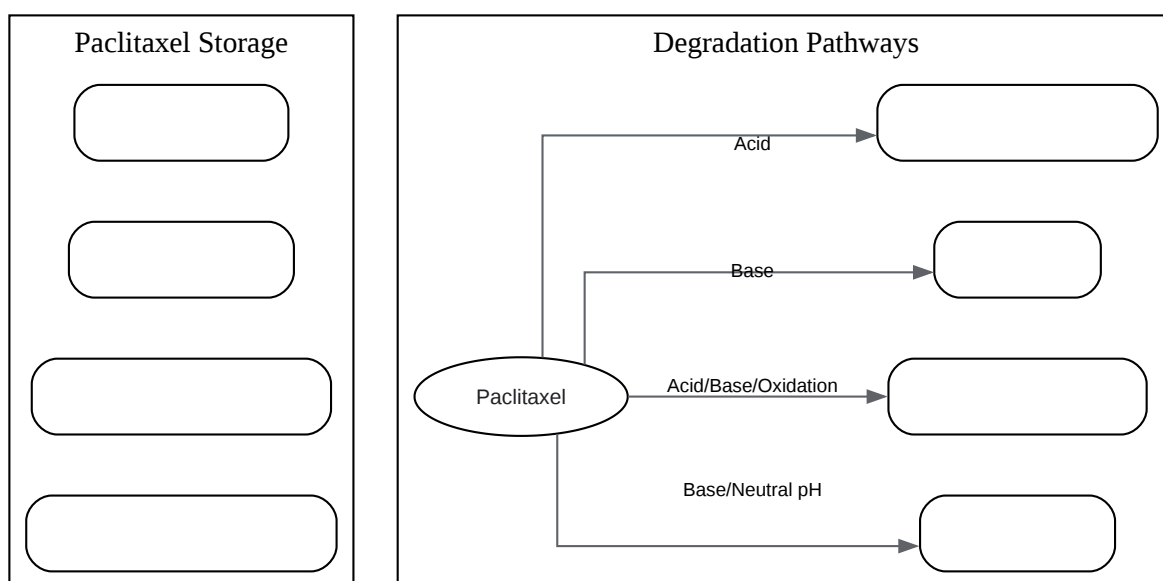 Paclitaxel Storage
Degradation Pathways
Acid
Base
Paclitaxel
Acid/Base/Oxidation
Base/Neutral pH